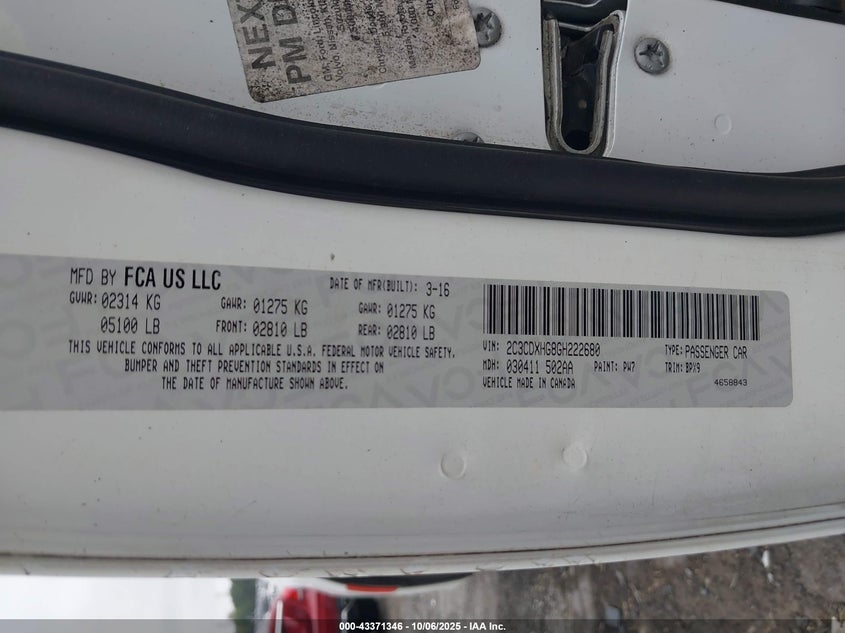 NEX
PM D
MFD BY FCA US LLC
DATE OF MFR(BUILT): 3-16
GVWR: 02314 KG
GAWR: 01275 KG
GAWR: 01275 KG
05100 LB
FRONT: 02810 LB
REAR: 02810 LB
THIS VEHICLE CONFORMS TO ALL APPLICABLE U.S.A. FEDERAL MOTOR VEHICLE SAFETY,
BUMPER AND THEFT PREVENTION STANDARDS IN EFFECT ON
THE DATE OF MANUFACTURE SHOWN ABOVE.
VIN: 2C3CDXHG8GH222680
TYPE: PASSENGER CAR
MDH: 030411 502AA
PAINT: PW7
TRIM: BPX9
VEHICLE MADE IN CANADA
4658843
000-43371346 - 10/06/2025 - IAA Inc.